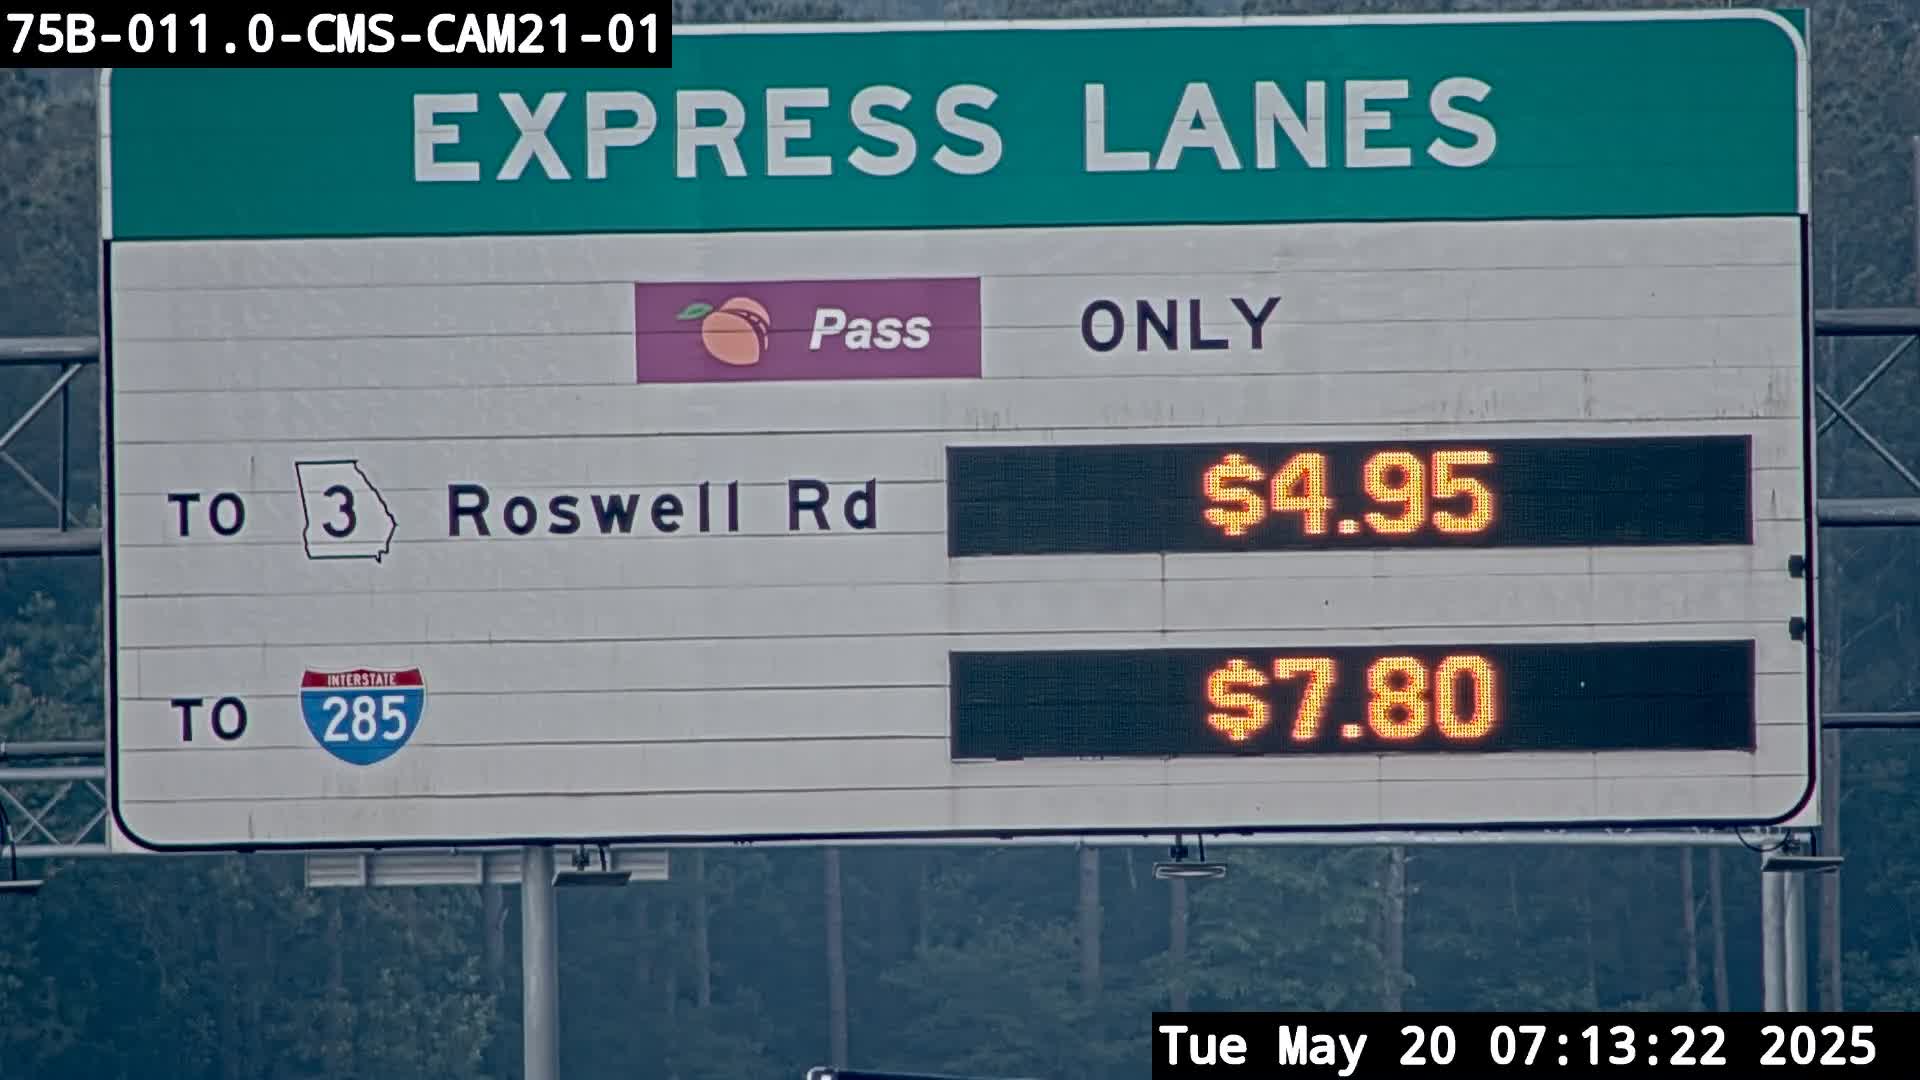 75B-011.0-CMS-CAM21-01
EXPRESS LANES
Pass ONLY
TO 3 Roswell Rd $4.95
INTERSTATE
TO 285 $7.80
Tue May 20 07:13:22 2025